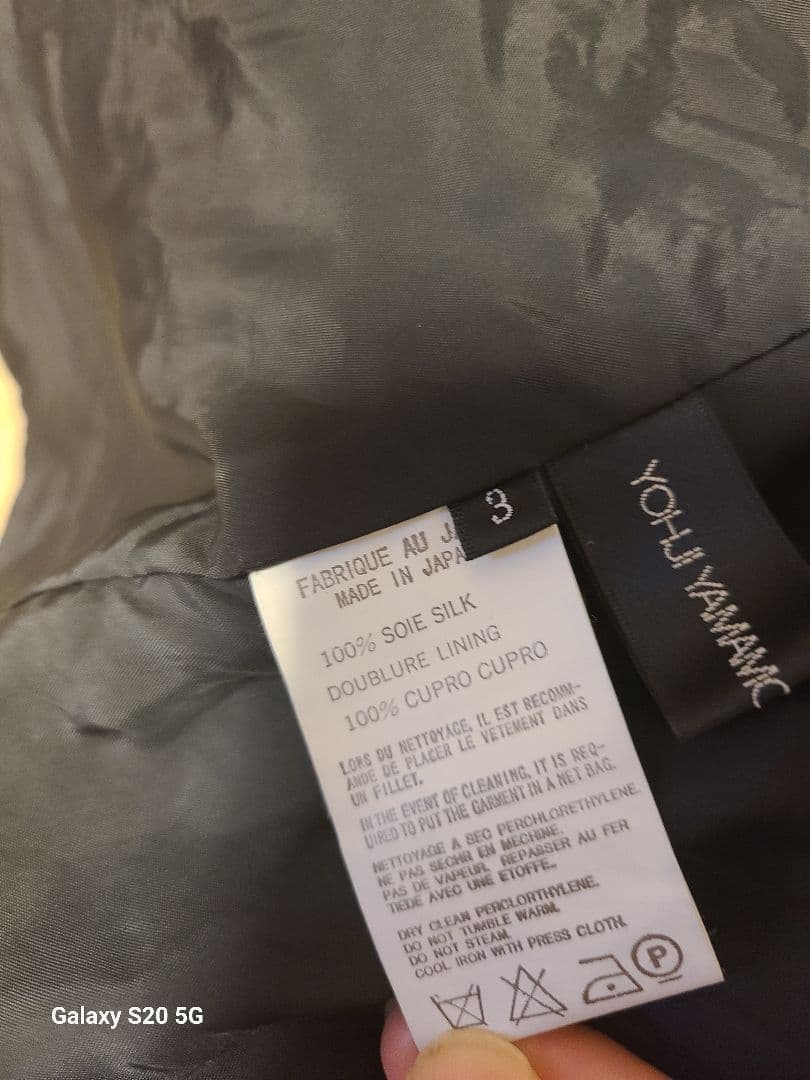 3
YOHJI YAMAMO
FABRIQUE AU JA
MADE IN JAPA
100% SOIE SILK
DOUBLURE LINING
100% CUPRO CUPRO
LORS DU NETTOYAGE, IL EST RECOMM-
ANDE DE PLACER LE VETEMENT DANS
UN FILLET.
IN THE EVENT OF CLEANING, IT IS REQ-
UIRED TO PUT THE GARMENT IN A NET BAG.
NETTOYAGE A SEC PERCHLORETHYLENE.
NE PAS SECHR EN MECHINE.
PAS DE VAPEUR. REPASSER AU FER
TIEDE AVEC UNE ETOFFE.
DRY CLEAN PERCLORTHYLENE.
DO NOT TUMBLE WARM.
DO NOT STEAM.
COOL IRON WITH PRESS CLOTH.
P
Galaxy S20 5G